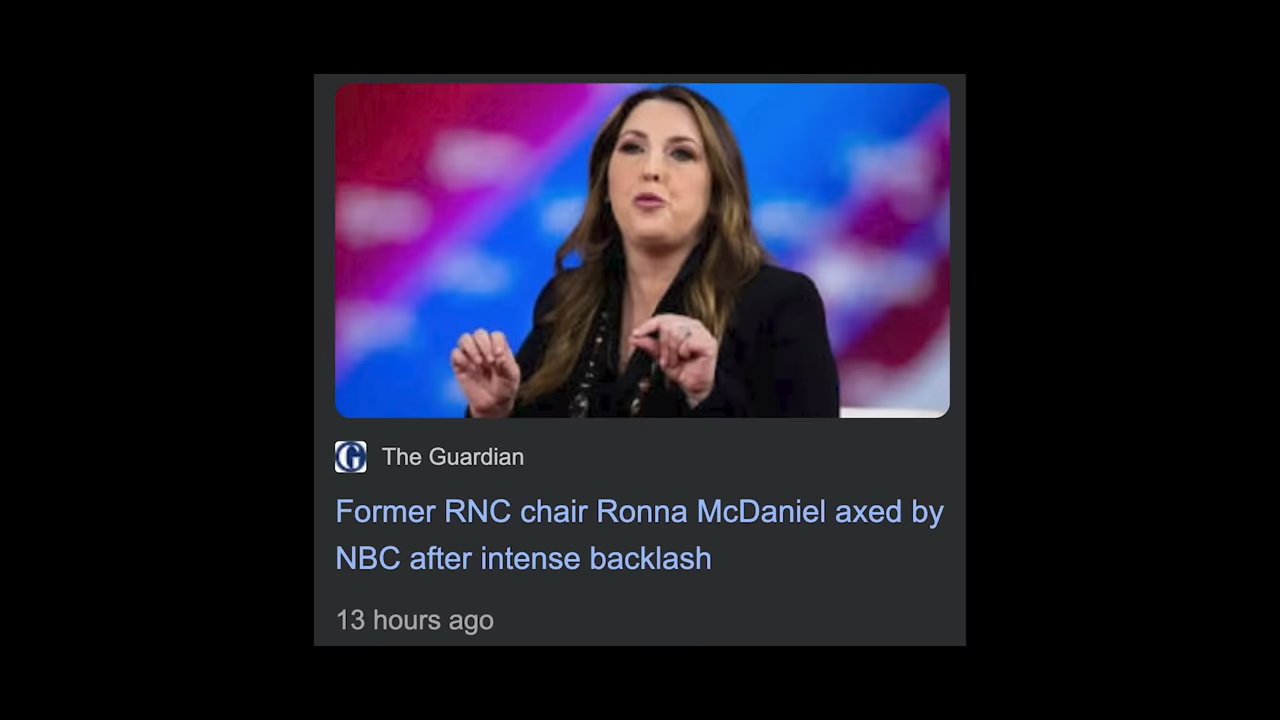 The Guardian
Former RNC chair Ronna McDaniel axed by
NBC after intense backlash
13 hours ago